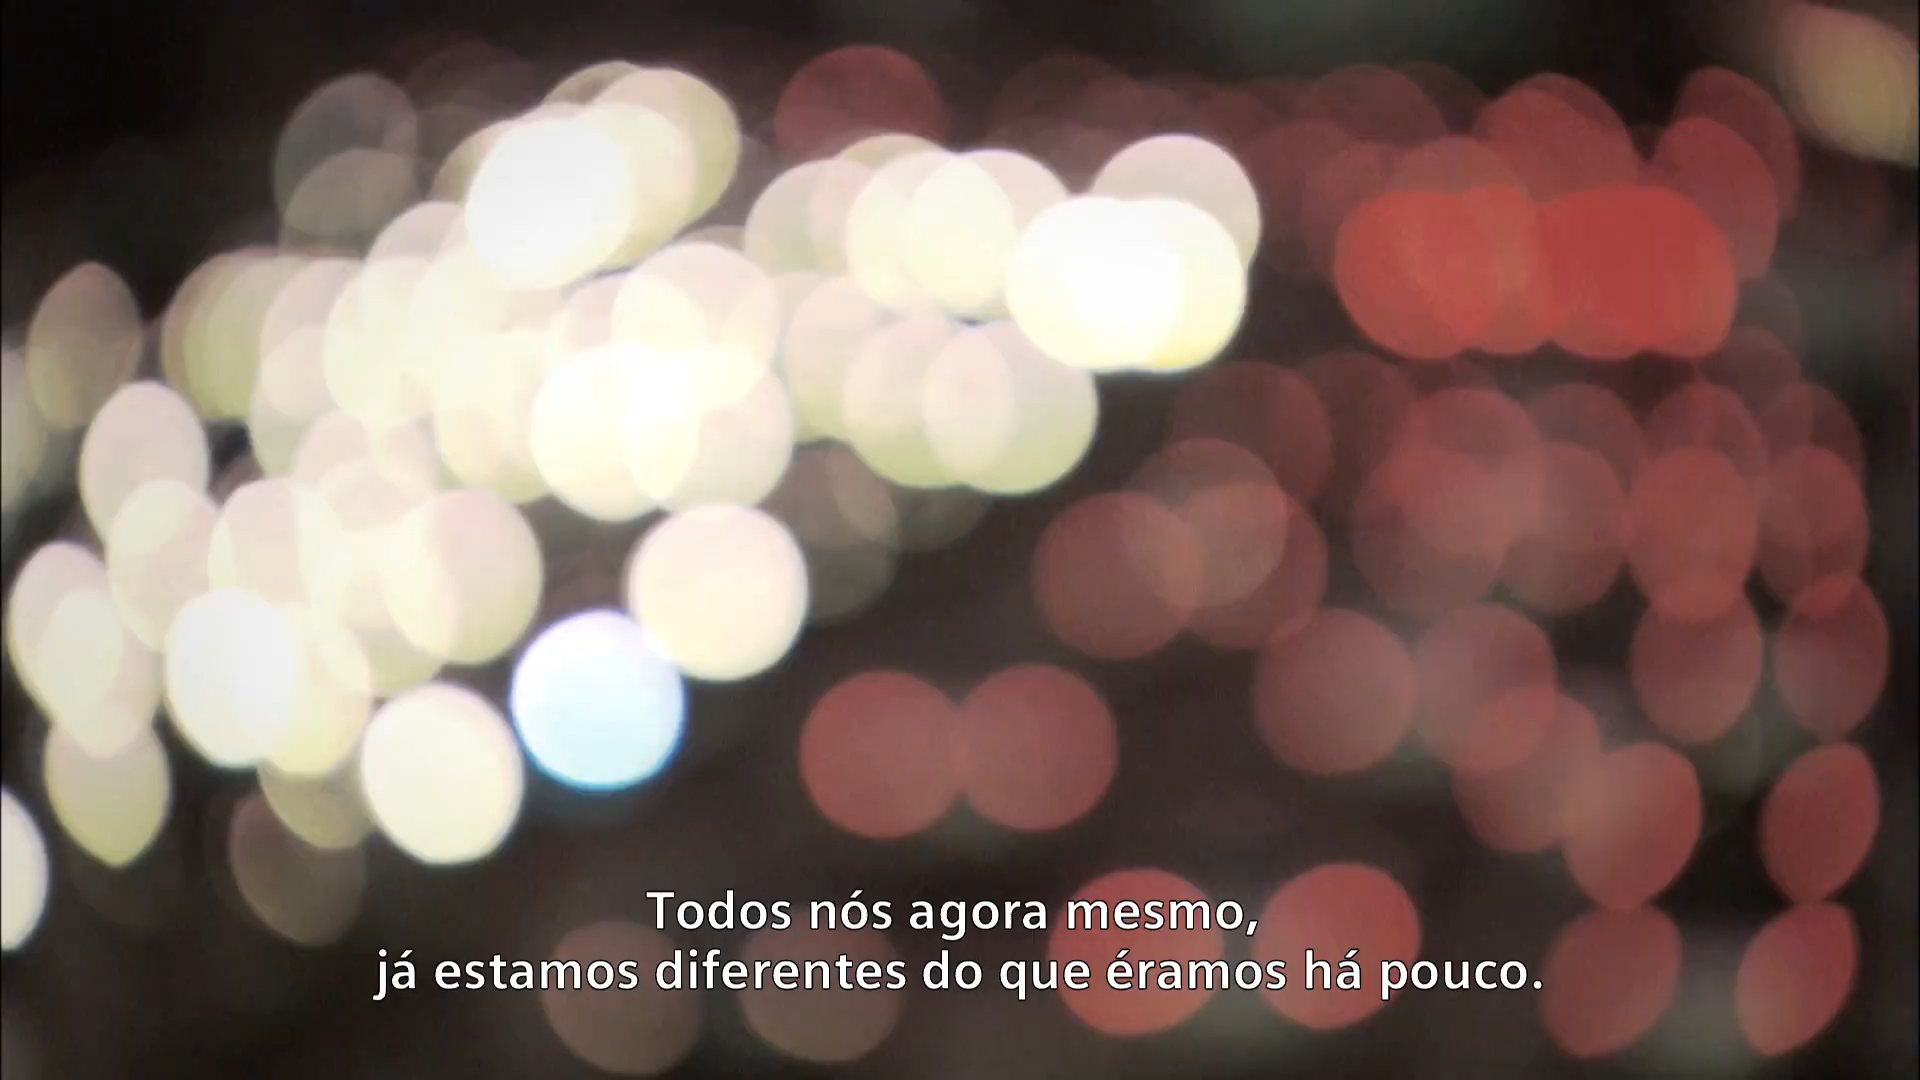 Todos nós agora mesmo,
já estamos diferentes do que éramos há pouco.